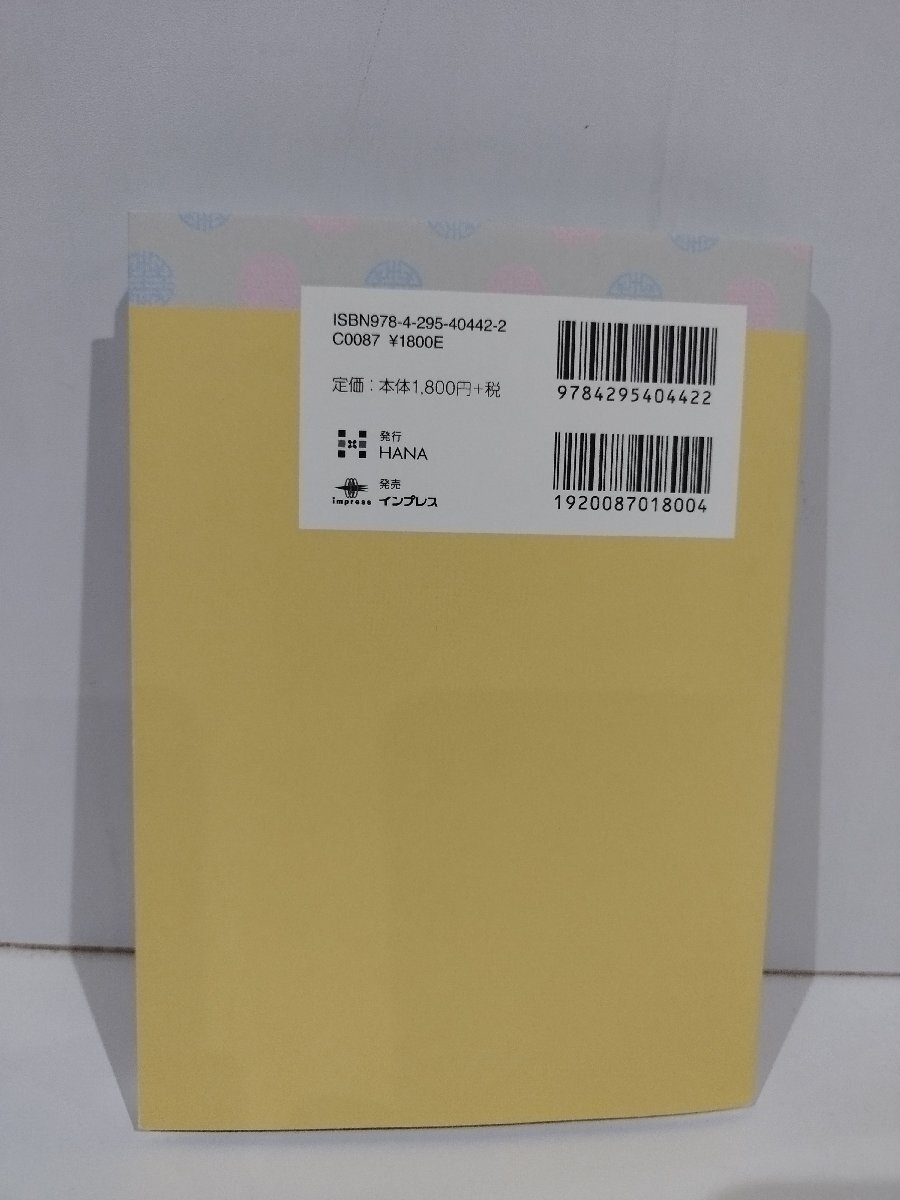 ISBN978-4-295-40442-2
C0087 ¥1800E
定価：本体1,800円+税
発行
HANA
発売
impress インプレス
9784295404422
1920087018004